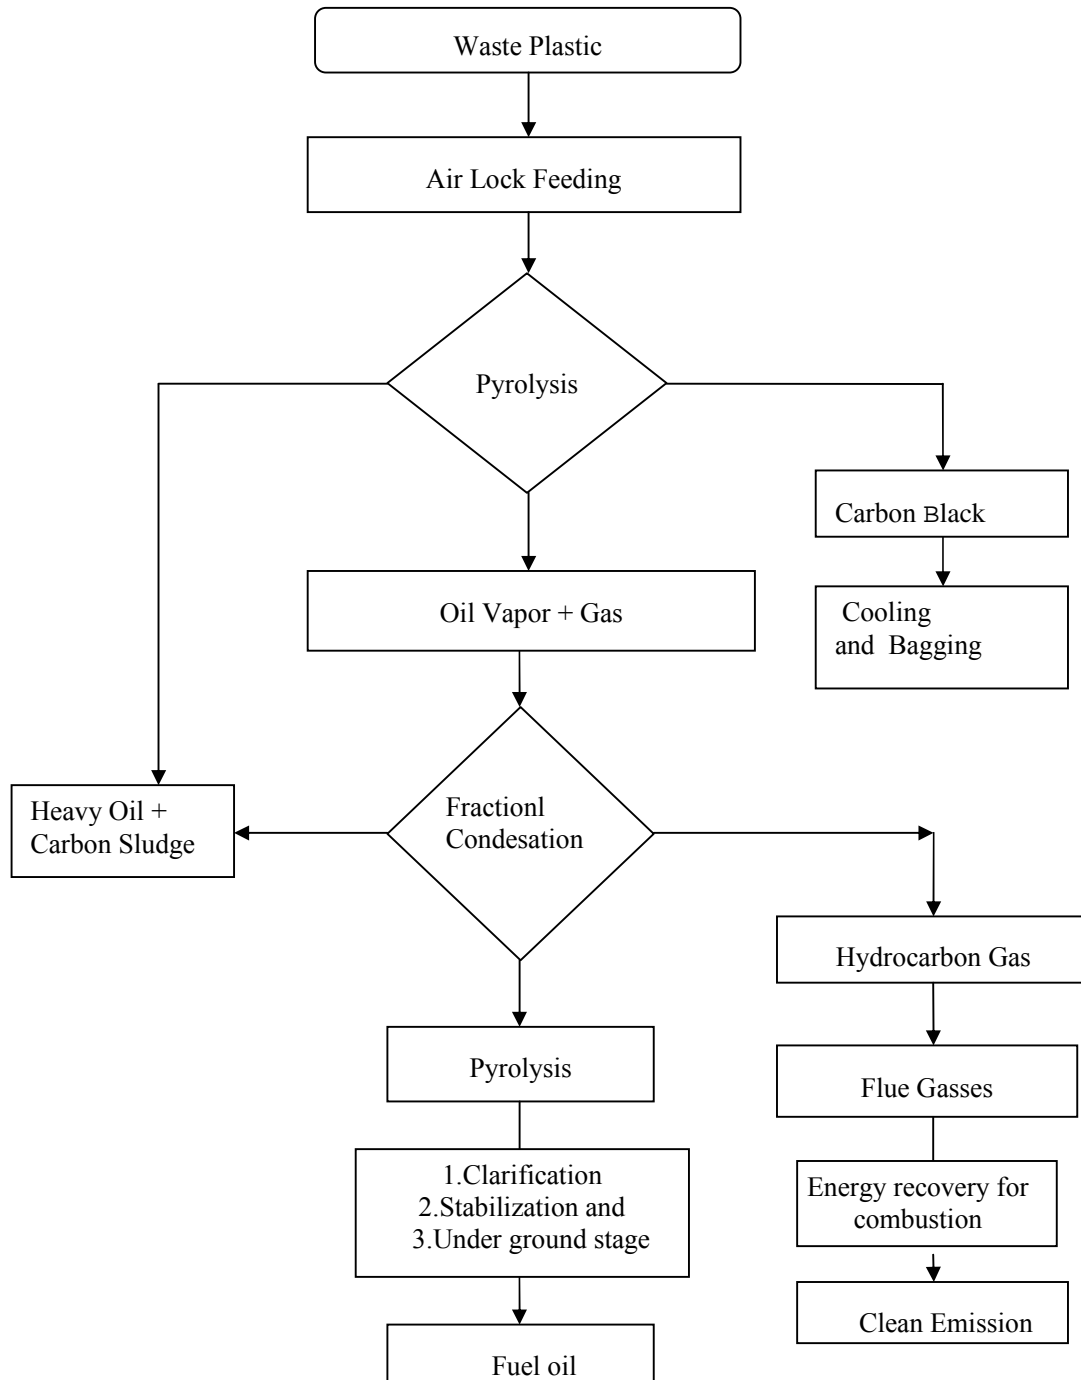 Waste Plastic
Air Lock Feeding
Pyrolysis
Carbon Black
Oil Vapor + Gas
Cooling
and Bagging
Heavy Oil +
Carbon Sludge
Fractionl
Condesation
Hydrocarbon Gas
Pyrolysis
Flue Gasses
1.Clarification
2.Stabilization and
3.Under ground stage
Energy recovery for
combustion
Clean Emission
Fuel oil